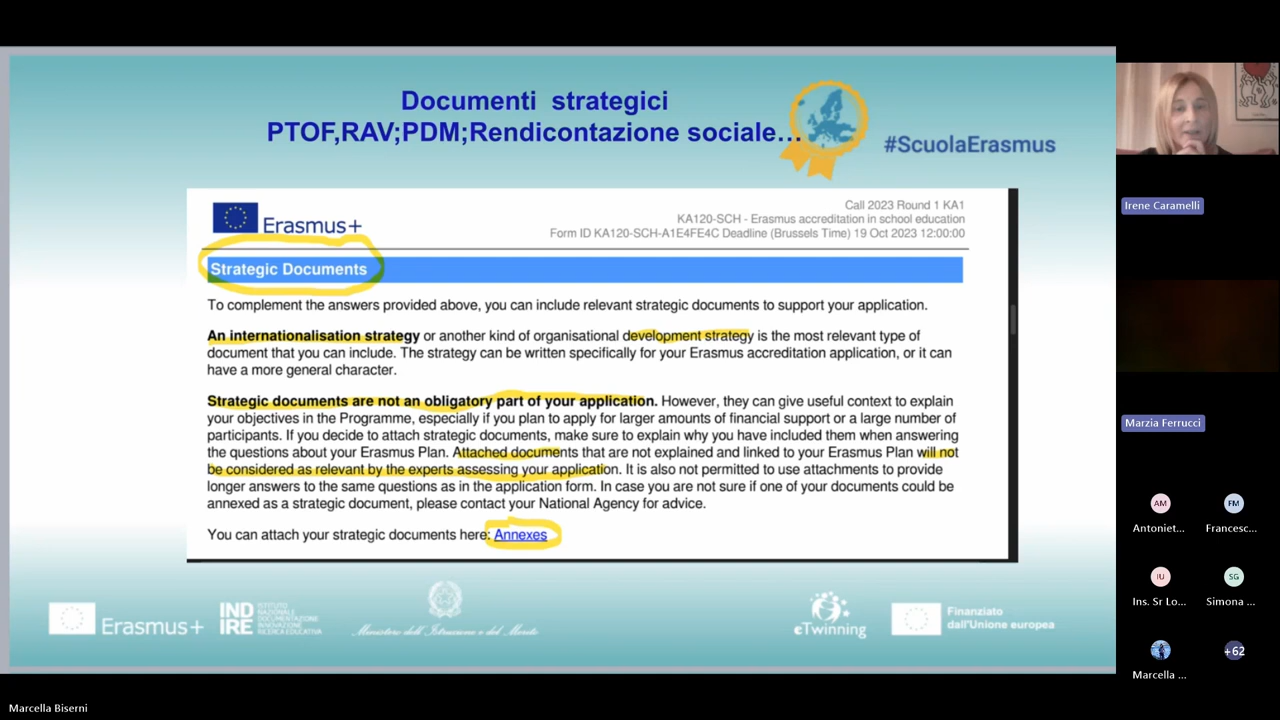 Documenti strategici
PTOF,RAV;PDM;Rendicontazione sociale...
#ScuolaErasmus
Erasmus+
Call 2023 Round 1 KA1
KA120-SCH - Erasmus accreditation in school education
Form ID KA120-SCH-A1E4FE4C Deadline (Brussels Time) 19 Oct 2023 12:00:00
Strategic Documents
To complement the answers provided above, you can include relevant strategic documents to support your application.
An internationalisation strategy or another kind of organisational development strategy is the most relevant type of
document that you can include. The strategy can be written specifically for your Erasmus accreditation application, or it can
have a more general character.
Strategic documents are not an obligatory part of your application. However, they can give useful context to explain
your objectives in the Programme, especially if you plan to apply for larger amounts of financial support or a large number of
participants. If you decide to attach strategic documents, make sure to explain why you have included them when answering
the questions about your Erasmus Plan. Attached documents that are not explained and linked to your Erasmus Plan will not
be considered as relevant by the experts assessing your application. It is also not permitted to use attachments to provide
longer answers to the same questions as in the application form. In case you are not sure if one of your documents could be
annexed as a strategic document, please contact your National Agency for advice.
You can attach your strategic documents here: Annexes
Erasmus+
INDIRE
ISTITUTO
NAZIONALE
DOCUMENTAZIONE
INNOVAZIONE
RICERCA EDUCATIVA
Ministero dell'Istruzione e del Merito
eTwinning
Finanziato
dall'Unione europea
Irene Caramelli
Marzia Ferrucci
AM
Antoniet...
FM
Francesc...
IU
Ins. Sr Lo...
SG
Simona ...
Marcella ...
+62
Marcella Biserni